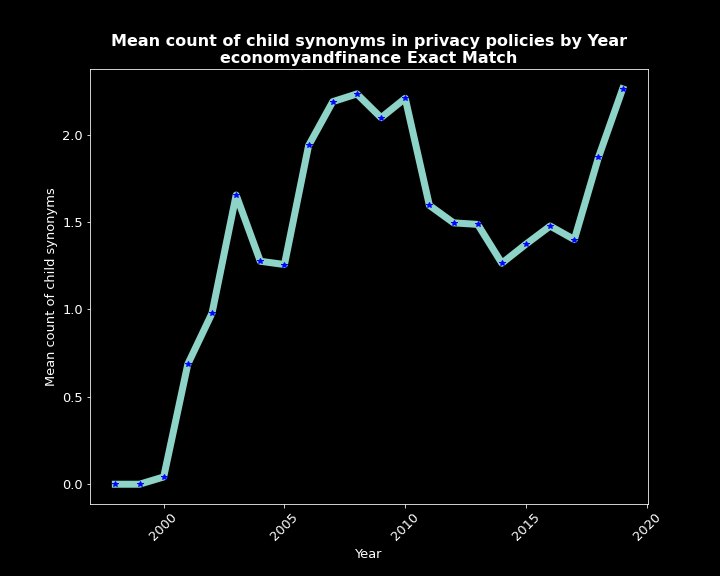 Mean count of child synonyms in privacy policies by Year
economyandfinance Exact Match
Mean count of child synonyms
2.0
1.5
1.0
0.5
0.0
2000
2005
2010
2015
2020
Year